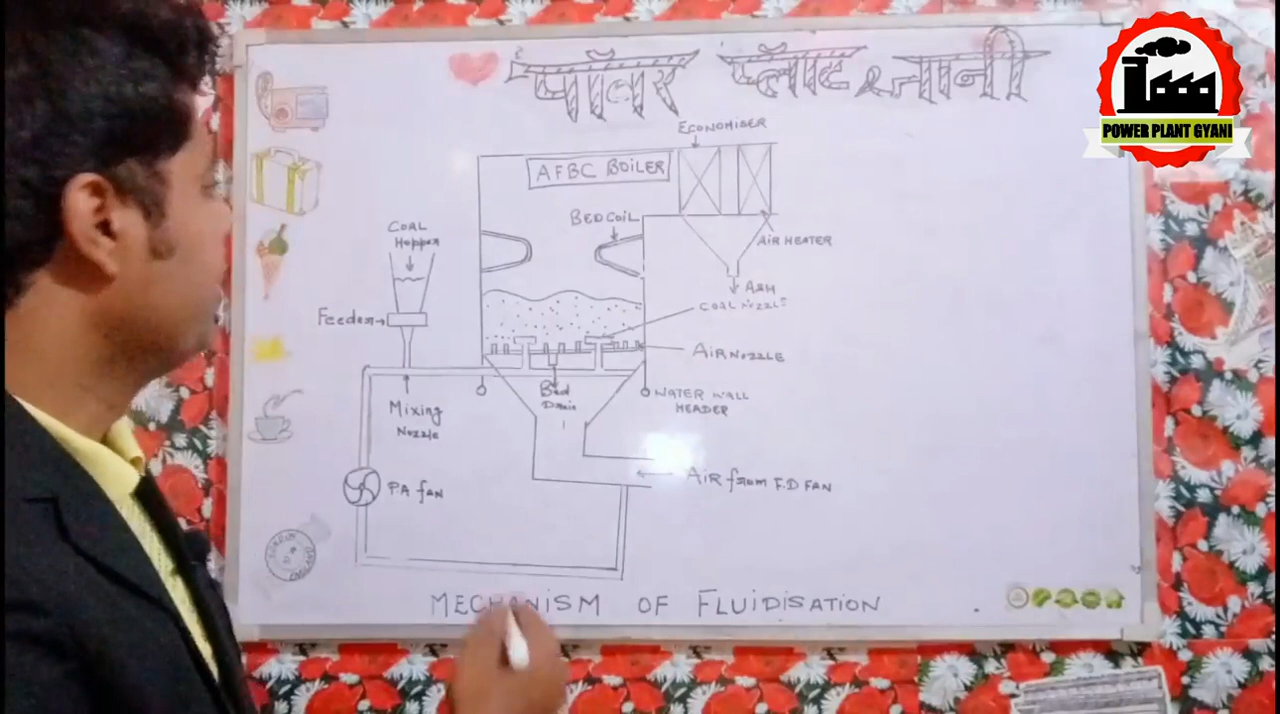 पॉवर प्लॉट ज्ञानी
POWER PLANT GYANI
ECONOMISER
AFBC BOILER
BED COIL
COAL
Hopper
AIR HEATER
ASH
COAL NOZZLE
Feeder
AIR NOZZLE
Bed
Drain
WATER WALL
HEADER
Mixing
Nozzle
P.A fan
AIR from F.D FAN
MECHANISM OF FLUIDISATION